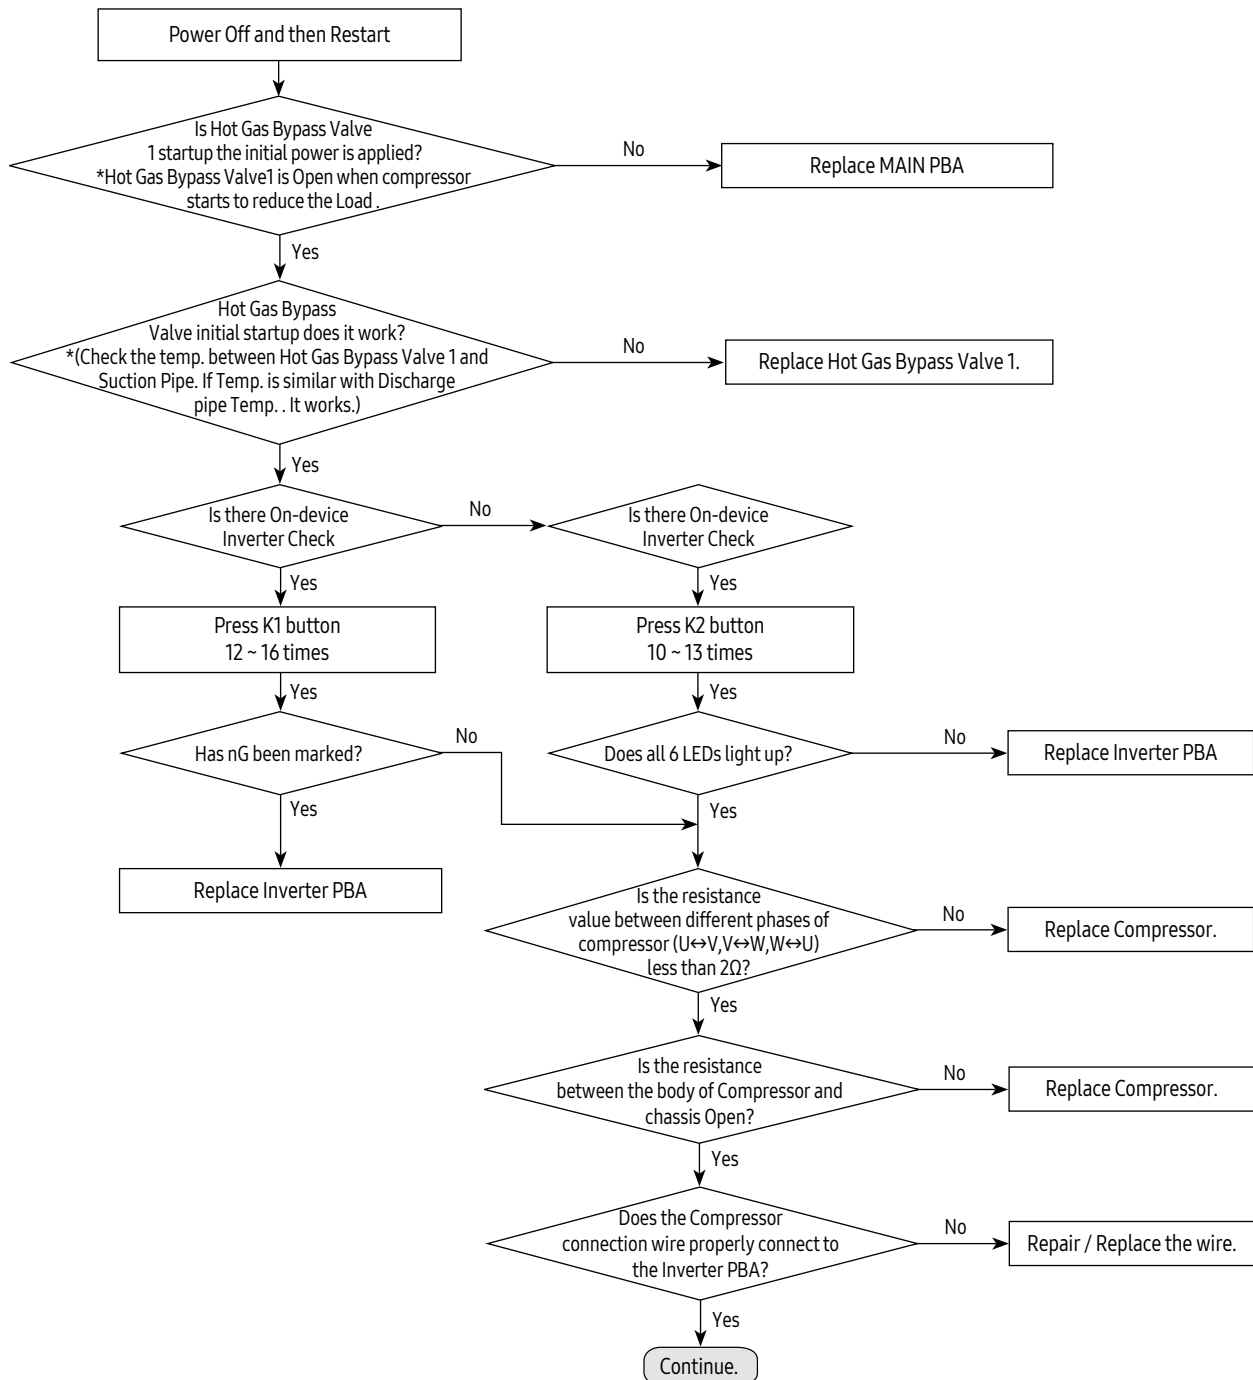 Power Off and then Restart
Is Hot Gas Bypass Valve
1 startup the initial power is applied?
*Hot Gas Bypass Valve1 is Open when compressor
starts to reduce the Load .
No
Replace MAIN PBA
Yes
Hot Gas Bypass
Valve initial startup does it work?
*(Check the temp. between Hot Gas Bypass Valve 1 and
Suction Pipe. If Temp. is similar with Discharge
pipe Temp. . It works.)
No
Replace Hot Gas Bypass Valve 1.
Yes
Is there On-device
Inverter Check
No
Is there On-device
Inverter Check
Yes
Yes
Press K1 button
12 ~ 16 times
Press K2 button
10 ~ 13 times
Yes
Yes
Has nG been marked?
No
Does all 6 LEDs light up?
No
Replace Inverter PBA
Yes
Yes
Replace Inverter PBA
Is the resistance
value between different phases of
compressor (U↔V,V↔W,W↔U)
less than 2Ω?
No
Replace Compressor.
Yes
Is the resistance
between the body of Compressor and
chassis Open?
No
Replace Compressor.
Yes
Does the Compressor
connection wire properly connect to
the Inverter PBA?
No
Repair / Replace the wire.
Yes
Continue.